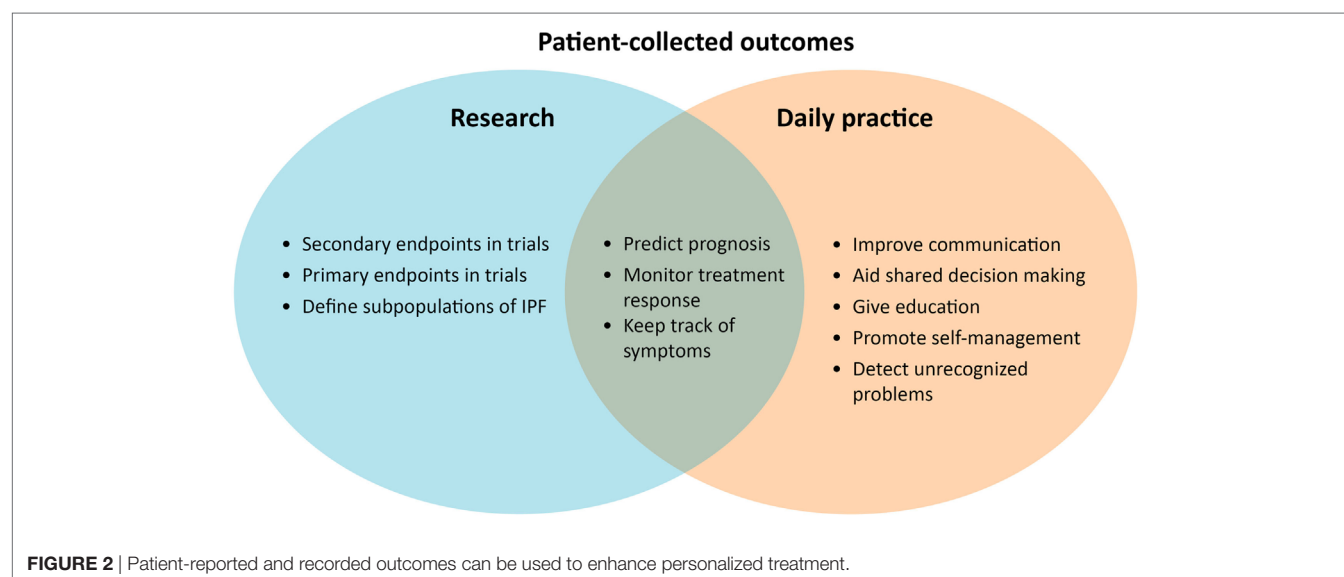 Patient-collected outcomes
Research
• Secondary endpoints in trials
• Primary endpoints in trials
• Define subpopulations of IPF
• Predict prognosis
• Monitor treatment
response
• Keep track of
symptoms
Daily practice
• Improve communication
• Aid shared decision making
• Give education
• Promote self-management
• Detect unrecognized
problems
FIGURE 2 | Patient-reported and recorded outcomes can be used to enhance personalized treatment.